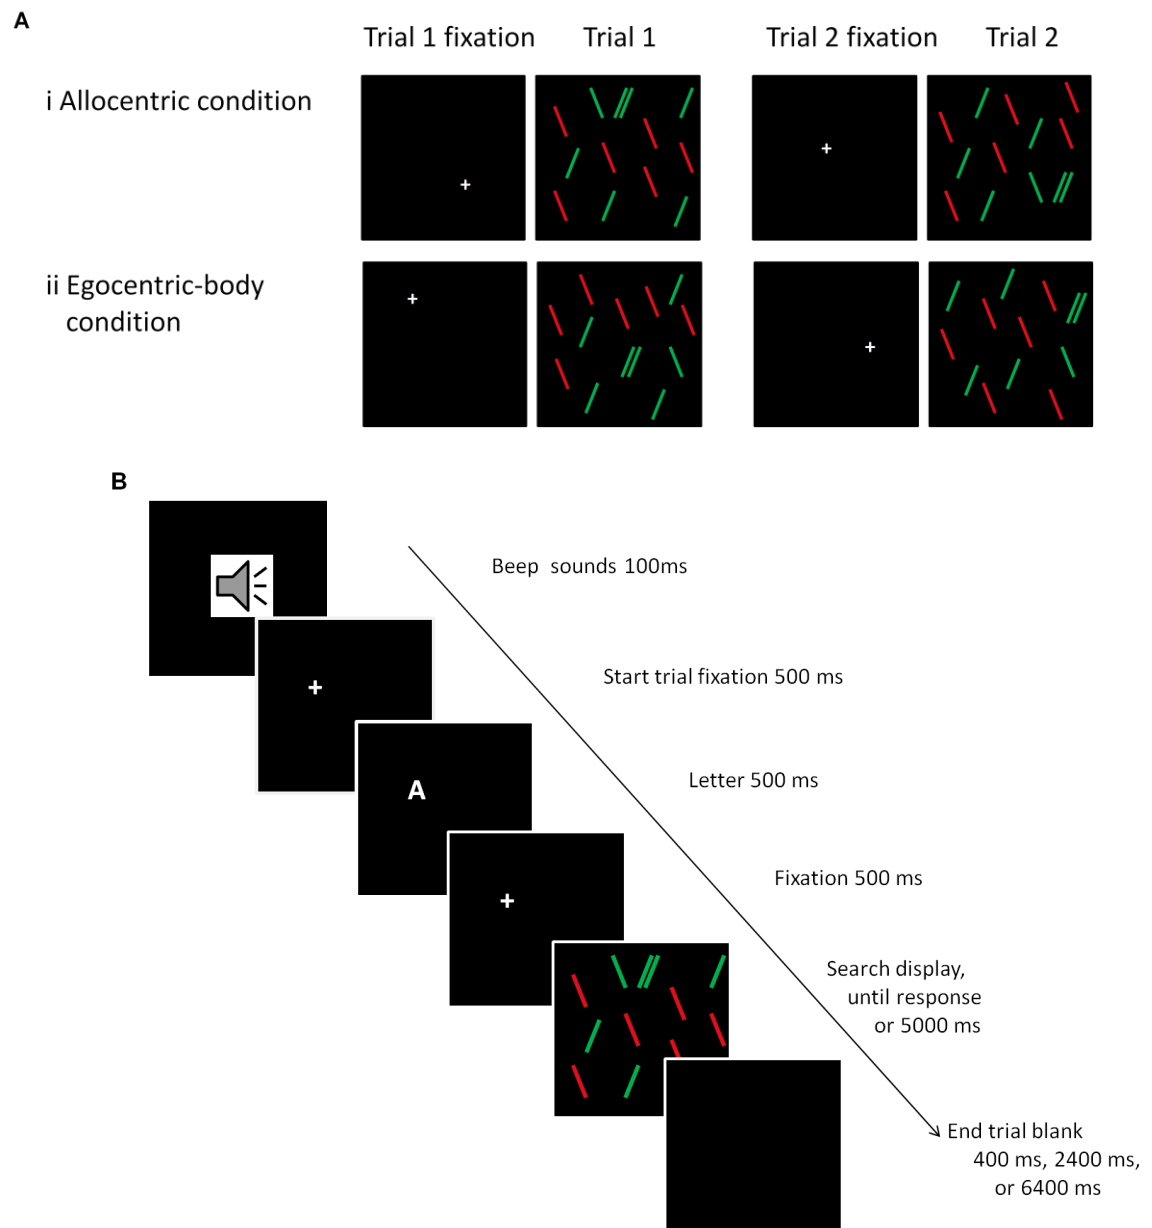 A
Trial 1 fixation
Trial 1
Trial 2 fixation
Trial 2
i Allocentric condition
ii Egocentric-body
condition
B
Beep sounds 100ms
Start trial fixation 500 ms
Letter 500 ms
A
Fixation 500 ms
Search display,
until response
or 5000 ms
End trial blank
400 ms, 2400 ms,
or 6400 ms